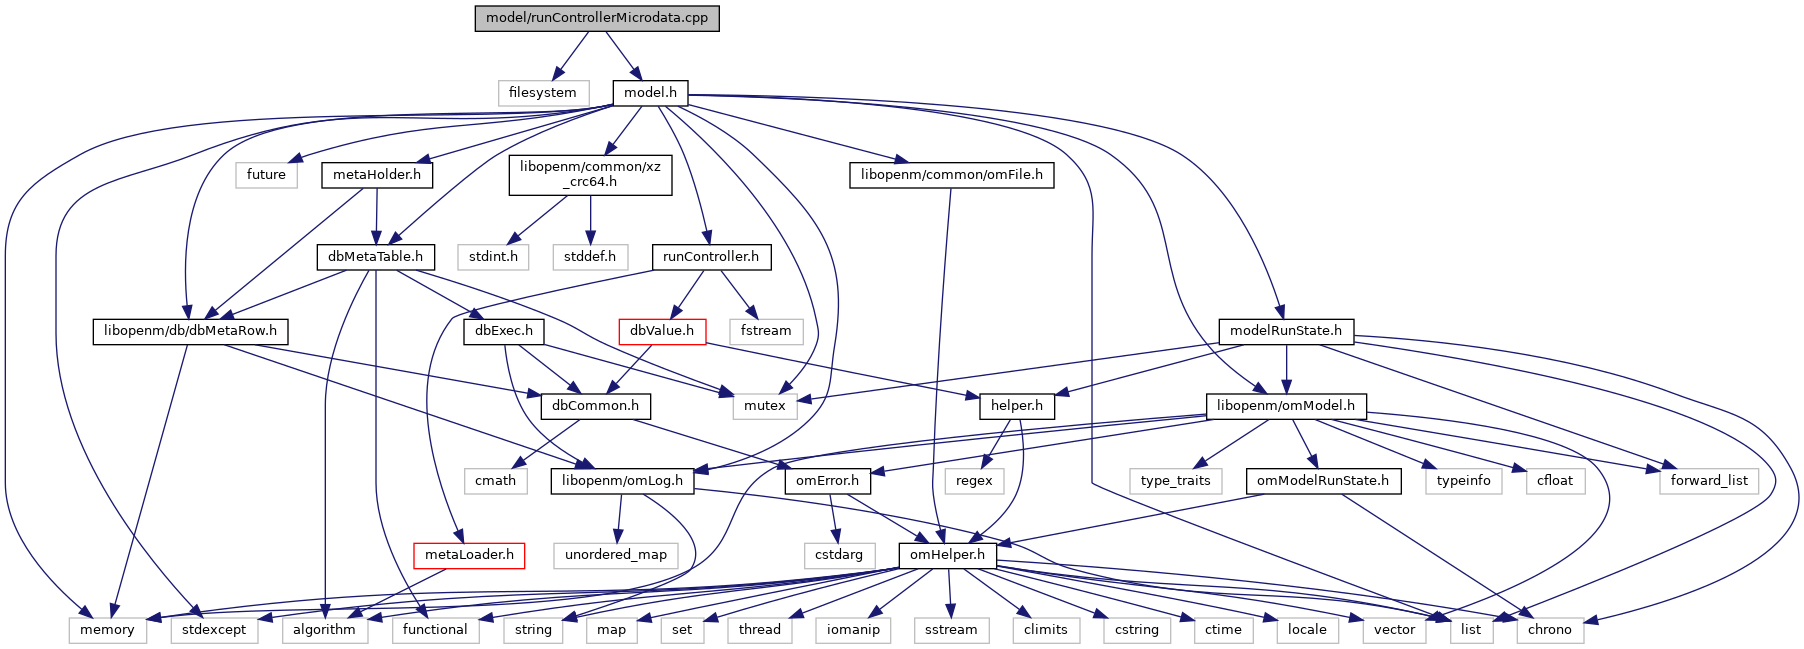 model/runControllerMicrodata.cpp
filesystem
model.h
future
metaHolder.h
libopenm/common/xz
_crc64.h
libopenm/common/omFile.h
dbMetaTable.h
stdint.h
stddef.h
runController.h
libopenm/db/dbMetaRow.h
dbExec.h
dbValue.h
fstream
modelRunState.h
dbCommon.h
mutex
helper.h
libopenm/omModel.h
cmath
libopenm/omLog.h
omError.h
regex
type_traits
omModelRunState.h
typeinfo
cfloat
forward_list
metaLoader.h
unordered_map
cstdarg
omHelper.h
memory
stdexcept
algorithm
functional
string
map
set
thread
iomanip
sstream
climits
cstring
ctime
locale
vector
list
chrono